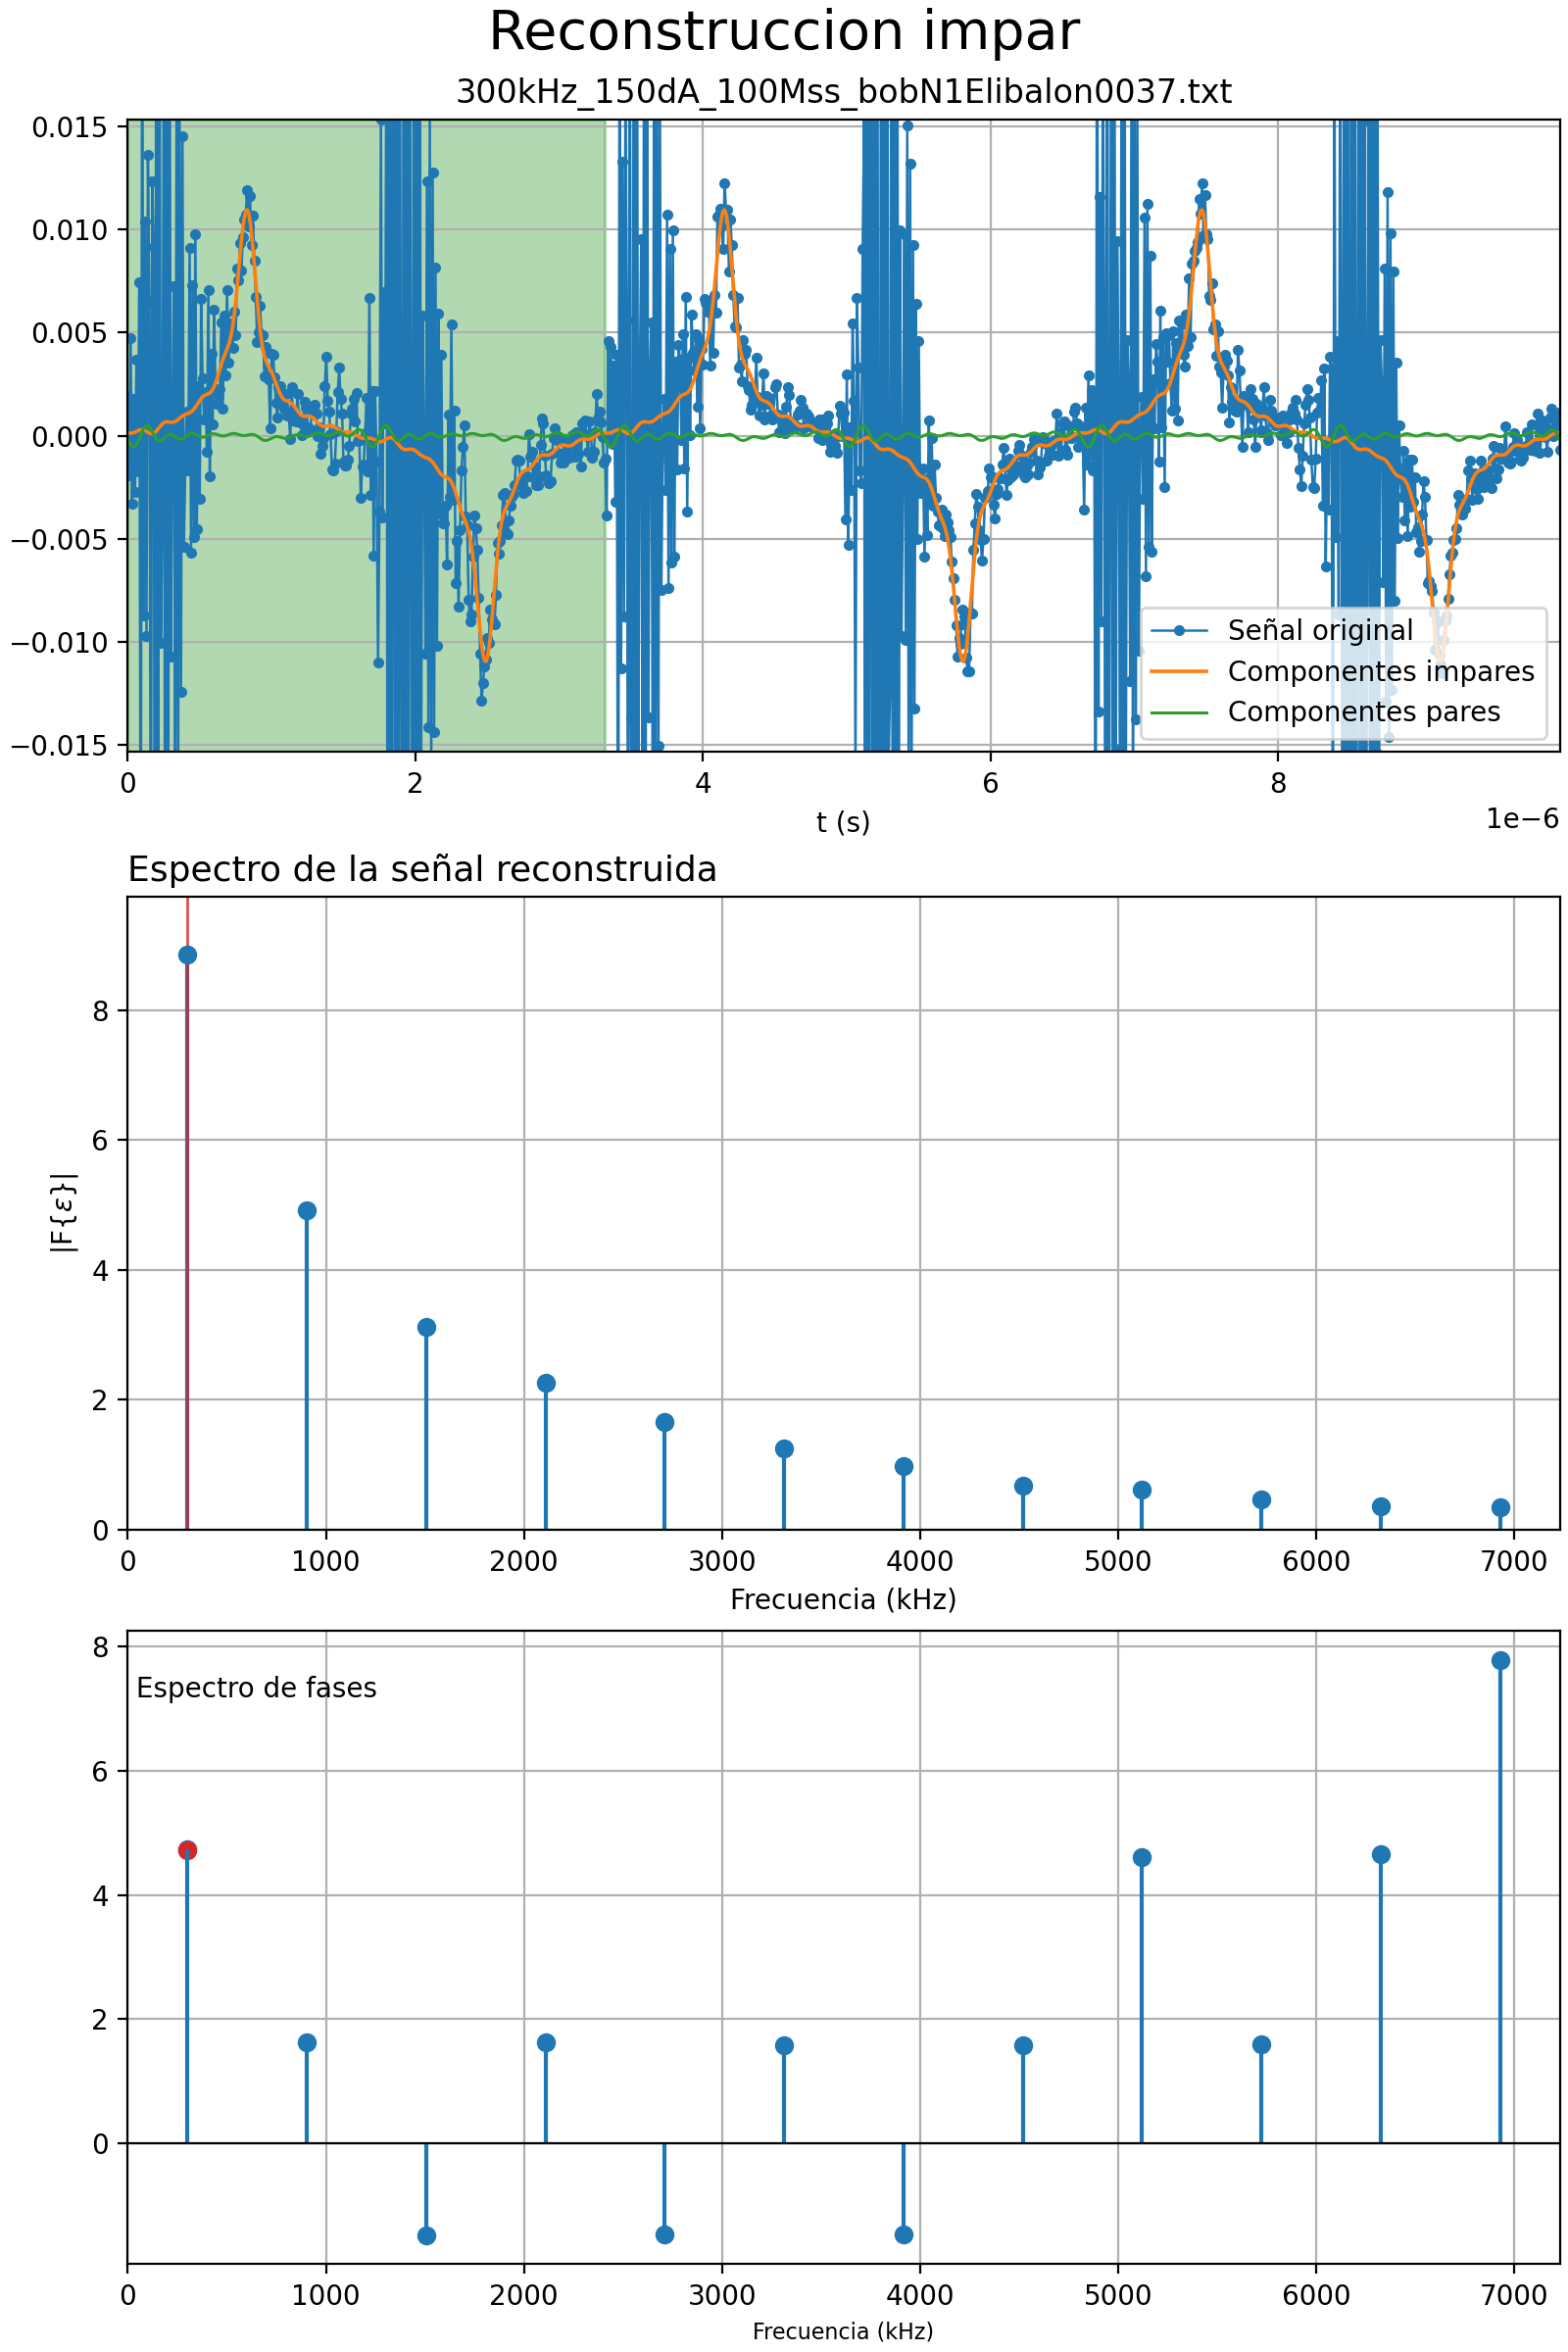 Reconstruccion impar
300kHz_150dA_100Mss_bobN1Elibalon0037.txt
0.015
0.010
0.005
0.000
−0.005
−0.010
−0.015
Señal original
Componentes impares
Componentes pares
0 2 4 6 8
1e−6
t (s)
Espectro de la señal reconstruida
8
6
4
2
0
|F{ε}|
0 1000 2000 3000 4000 5000 6000 7000
Frecuencia (kHz)
8
Espectro de fases
6
4
2
0
0 1000 2000 3000 4000 5000 6000 7000
Frecuencia (kHz)